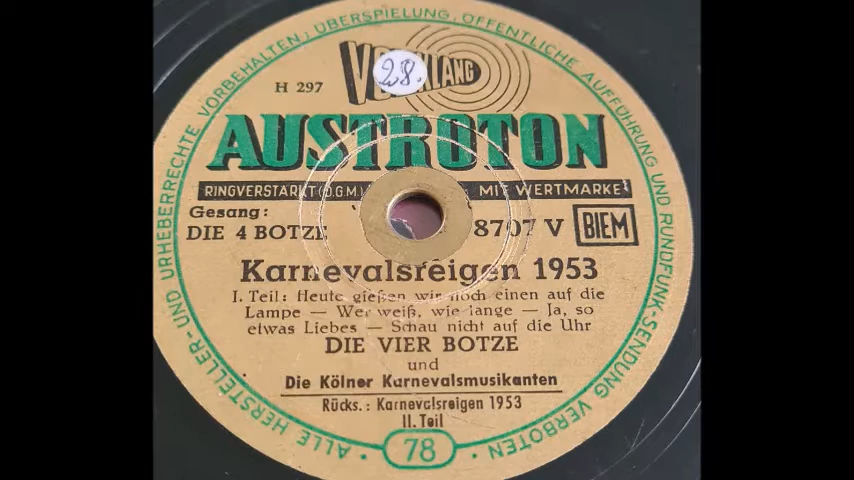 ALLE HERSTELLER- UND URHEBERRECHTE VORBEHALTEN; ÜBERSPIELUNG, ÖFFENTLICHE AUFFÜHRUNG UND RUNDFUNK-SENDUNG VERBOTEN
H 297
28.
KLANG
AUSTROTON
RINGVERSTÄRKT (D.G.M.) MIT WERTMARKE
Gesang:
DIE 4 BOTZE
8707 V
BIEM
Karnevalsreigen 1953
I. Teil: Heute gießen wir noch einen auf die
Lampe — Wer weiß, wie lange — Ja, so
etwas Liebes — Schau nicht auf die Uhr
DIE VIER BOTZE
und
Die Kölner Karnevalsmusikanten
Rücks.: Karnevalsreigen 1953
II. Teil
78